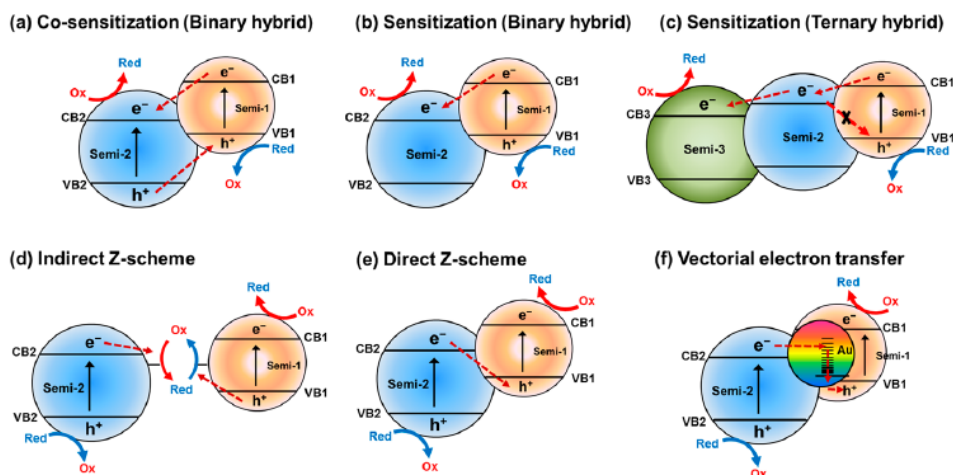 (a) Co-sensitization (Binary hybrid)
(b) Sensitization (Binary hybrid)
(c) Sensitization (Ternary hybrid)
Red
Ox
e⁻
CB1
e⁻
CB2
Semi-1
VB1
h⁺
Semi-2
Red
VB2
h⁺
Ox
Red
Ox
e⁻
CB1
e⁻
CB2
Semi-1
VB1
h⁺
Semi-2
Red
VB2
Ox
Red
Ox
e⁻
CB1
e⁻
e⁻
CB3
CB2
X
Semi-1
VB1
h⁺
Semi-3
Semi-2
Red
VB3
VB2
Ox
(d) Indirect Z-scheme
(e) Direct Z-scheme
(f) Vectorial electron transfer
Red
Ox
e⁻
CB1
e⁻
Ox
CB2
Semi-1
Red
VB1
h⁺
Semi-2
VB2
h⁺
Red
Ox
Red
Ox
e⁻
CB1
e⁻
CB2
Semi-1
VB1
h⁺
Semi-2
VB2
h⁺
Red
Ox
Red
Ox
e⁻
CB1
e⁻
Au
CB2
Semi-1
VB1
h⁺
Semi-2
VB2
h⁺
Red
Ox